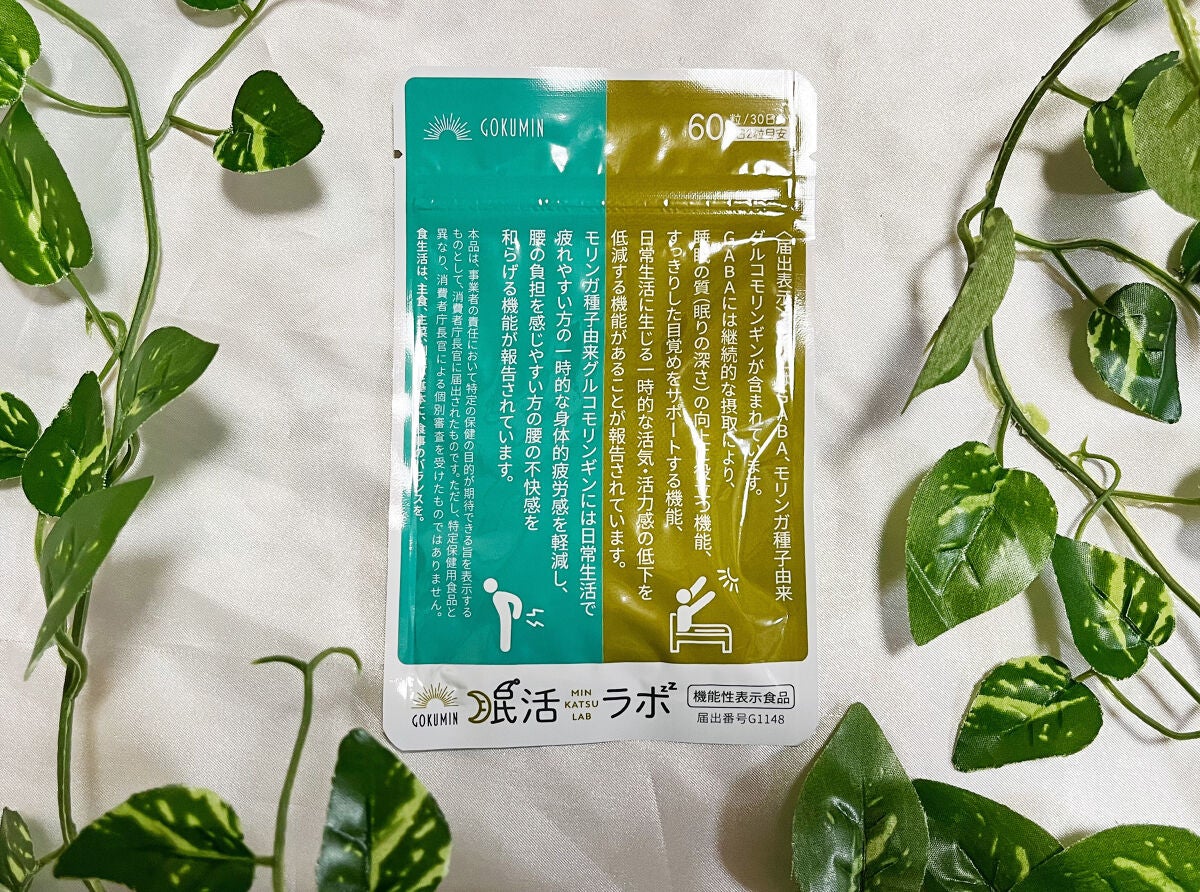 GOKUMIN
60粒/30日分
1日2粒目安
〈届出表示〉 GABA、モリンガ種子由来
グルコモリンギンが含まれています。
GABAには継続的な摂取により、
睡眠の質(眠りの深さ)の向上に役立つ機能、
すっきりした目覚めをサポートする機能、
日常生活に生じる一時的な活気・活力感の低下を
低減する機能があることが報告されています。
モリンガ種子由来グルコモリンギンには日常生活で
疲れやすい方の一時的な身体的疲労感を軽減し、
腰の負担を感じやすい方の腰の不快感を
和らげる機能が報告されています。
本品は、事業者の責任において特定の保健の目的が期待できる旨を表示する
ものとして、消費者庁長官に届出されたものです。ただし、特定保健用食品と
異なり、消費者庁長官による個別審査を受けたものではありません。
食生活は、主食、主菜、 基本に、食事のバランスを。
GOKUMIN
眠活
MIN
KATSU
LAB
ラボzz
機能性表示食品
届出番号G1148